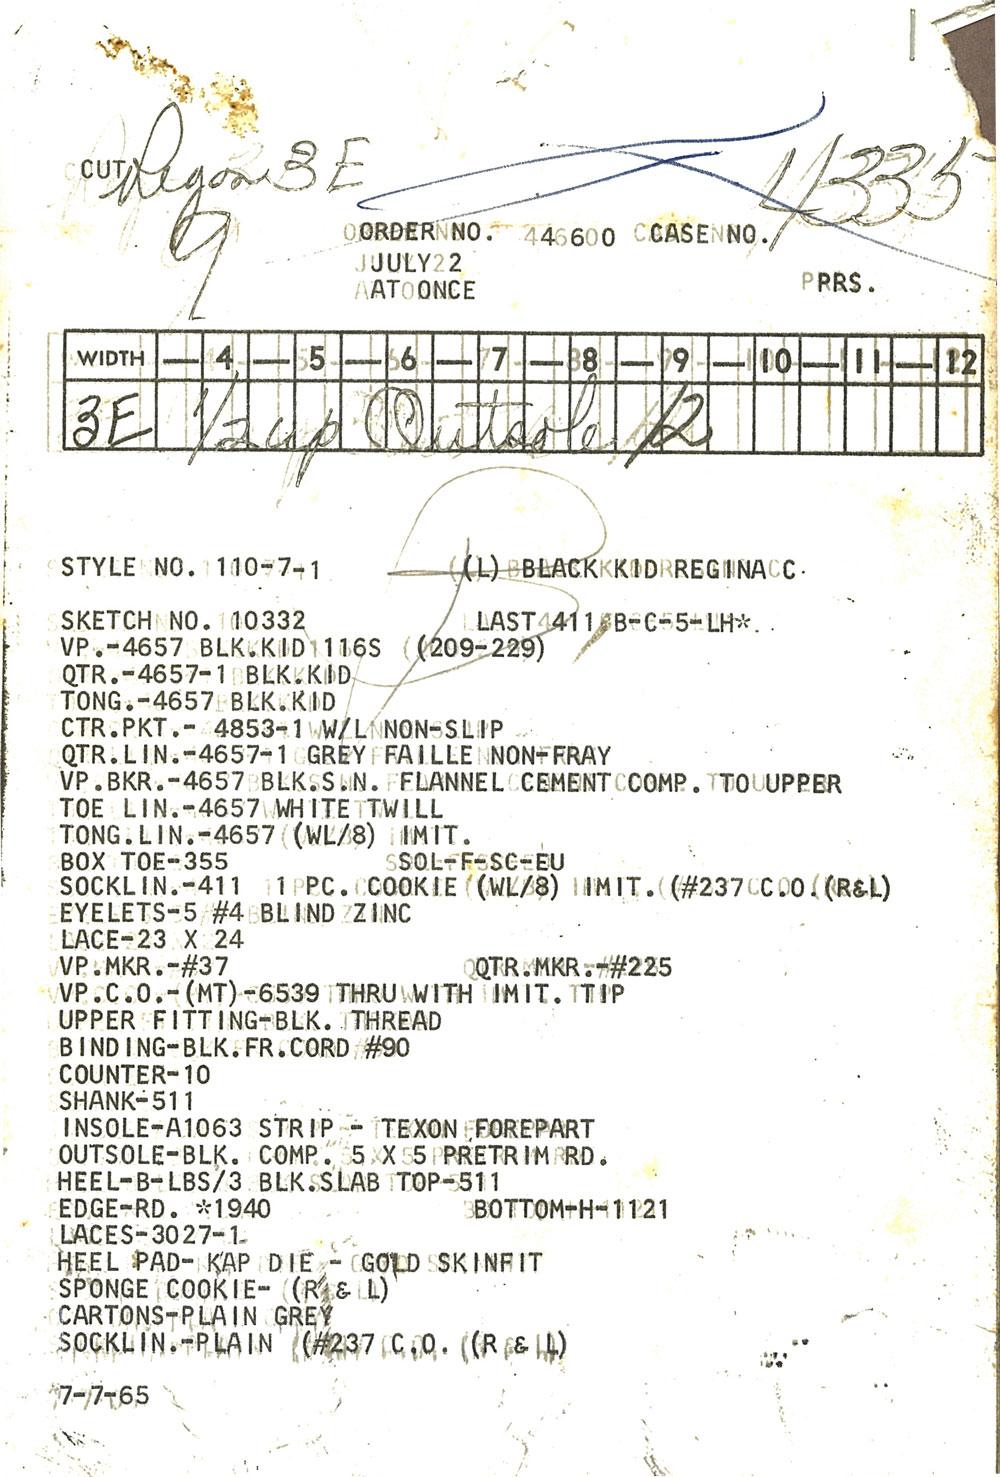 CUT Regon 3E 4335
9
ORDER NO. 446600 CASE NO.
JULY 22
AT ONCE PRS.
WIDTH — 4 — 5 — 6 — 7 — 8 — 9 — 10 — 11 — 12
3E 1/2 up Outsole 12
STYLE NO. 110-7-1 (L) BLACK KID REGINA C
SKETCH NO. 10332 LAST 411 B-C-5-LH*
VP.-4657 BLK.KID 116S (209-229)
QTR.-4657-1 BLK.KID
TONG.-4657 BLK.KID
CTR.PKT.- 4853-1 W/L NON-SLIP
QTR.LIN.-4657-1 GREY FAILLE NON-FRAY
VP.BKR.-4657 BLK.S.N. FLANNEL CEMENT COMP. TO UPPER
TOE LIN.-4657 WHITE TWILL
TONG.LIN.-4657 (WL/8) IMIT.
BOX TOE-355 SOL-F-SC-EU
SOCKLIN.-411 1 PC. COOKIE (WL/8) IMIT. (#237 C.O.(R&L)
EYELETS-5 #4 BLIND ZINC
LACE-23 X 24
VP.MKR.-#37 QTR.MKR.-#225
VP.C.O.-(MT)-6539 THRU WITH IMIT. TIP
UPPER FITTING-BLK. THREAD
BINDING-BLK.FR.CORD #90
COUNTER-10
SHANK-511
INSOLE-A1063 STRIP - TEXON FOREPART
OUTSOLE-BLK. COMP. 5 X 5 PRETRIM RD.
HEEL-B-LBS/3 BLK.SLAB TOP-511
EDGE-RD. *1940 BOTTOM-H-1121
LACES-3027-1
HEEL PAD- KAP DIE - GOLD SKINFIT
SPONGE COOKIE- (R & L)
CARTONS-PLAIN GREY
SOCKLIN.-PLAIN (#237 C.O. (R & L)
7-7-65